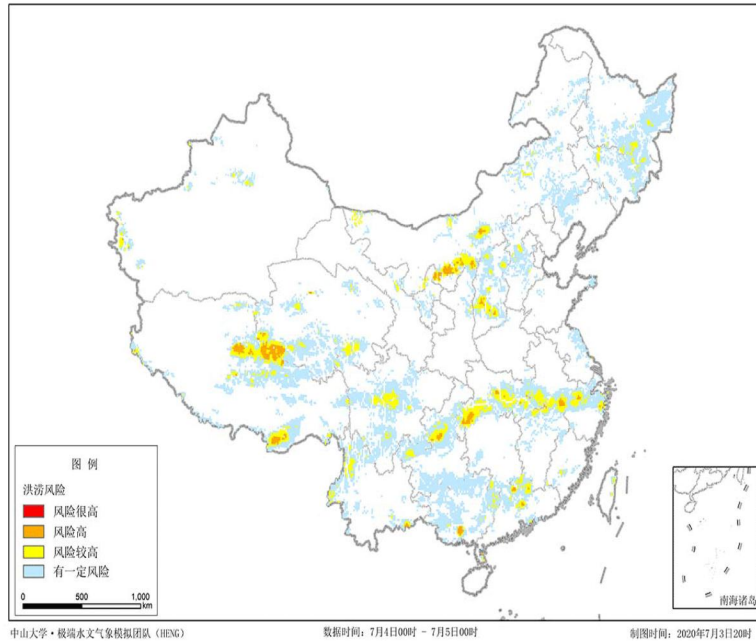 图 例
洪涝风险
风险很高
风险高
风险较高
有一定风险
0 500 1,000
km
南海诸岛
中山大学·极端水文气象模拟团队(HENG) 数据时间:7月4日00时 - 7月5日00时 制图时间:2020年7月3日20时